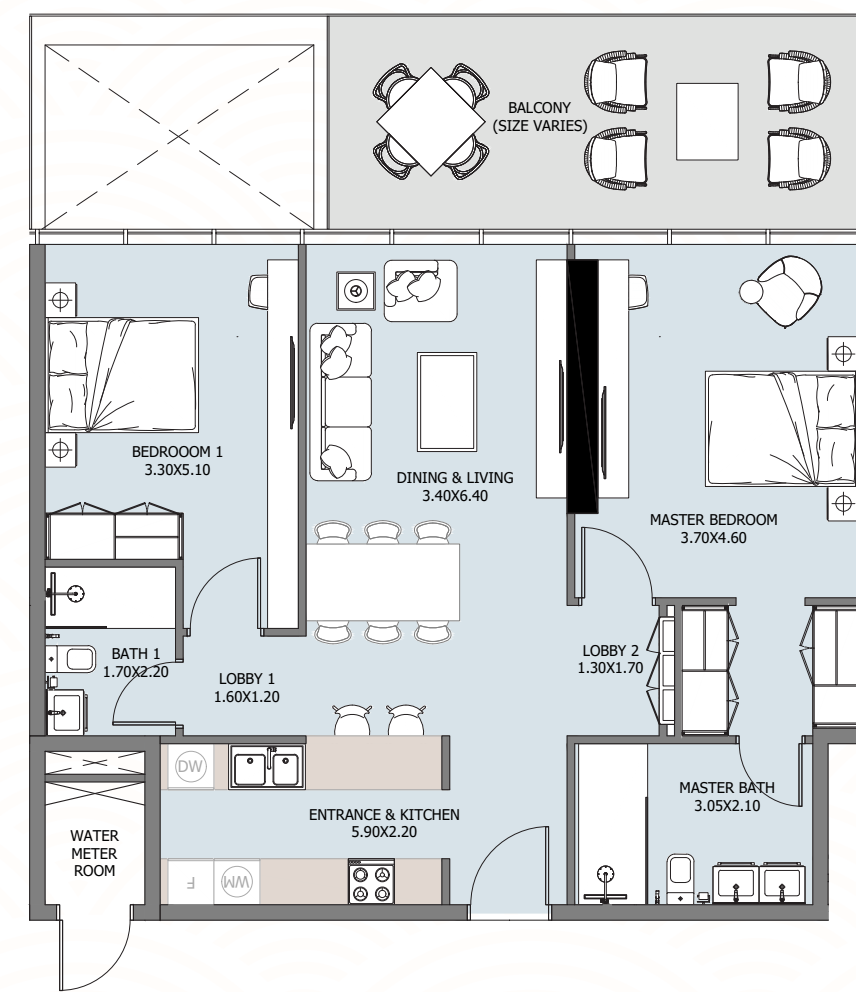 BALCONY
(SIZE VARIES)
BEDROOOM 1
3.30X5.10
DINING & LIVING
3.40X6.40
MASTER BEDROOM
3.70X4.60
BATH 1
1.70X2.20
LOBBY 1
1.60X1.20
LOBBY 2
1.30X1.70
DW
ENTRANCE & KITCHEN
5.90X2.20
MASTER BATH
3.05X2.10
WATER
METER
ROOM
F
WM